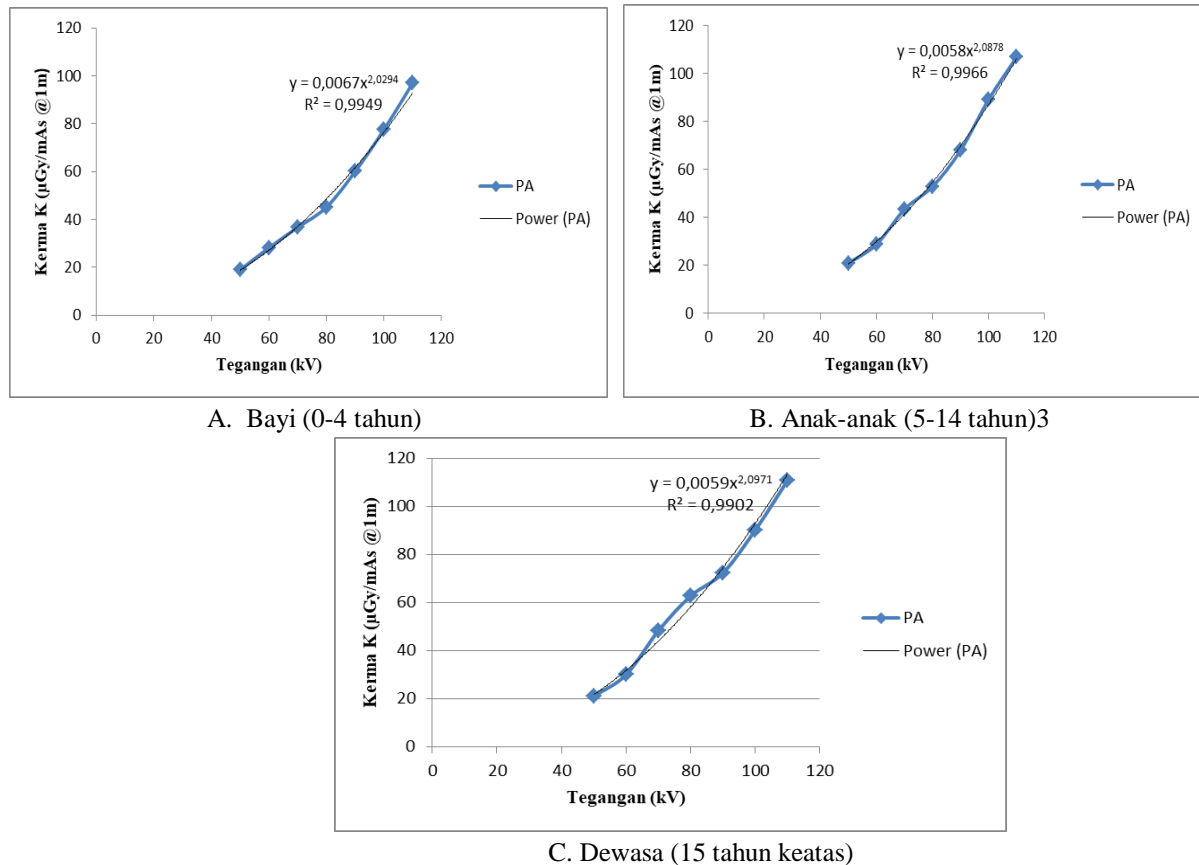 120
100
80
60
40
20
0
Kerma K (µGy/mAs @1m)
y = 0,0067x^2,0294
R² = 0,9949
PA
Power (PA)
0 20 40 60 80 100 120
Tegangan (kV)
A. Bayi (0-4 tahun)
120
100
80
60
40
20
0
Kerma K (µGy/mAs @1m)
y = 0,0058x^2,0878
R² = 0,9966
PA
Power (PA)
0 20 40 60 80 100 120
Tegangan (kV)
B. Anak-anak (5-14 tahun)3
120
100
80
60
40
20
0
Kerma K (µGy/mAs @1m)
y = 0,0059x^2,0971
R² = 0,9902
PA
Power (PA)
0 20 40 60 80 100 120
Tegangan (kV)
C. Dewasa (15 tahun keatas)